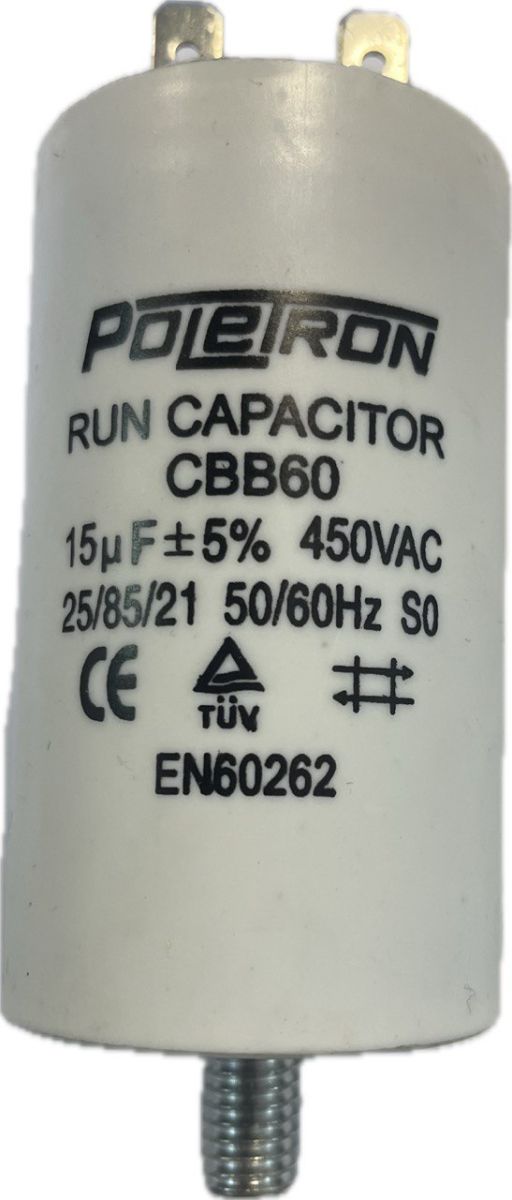 POLETRON
RUN CAPACITOR
CBB60
15µF±5% 450VAC
25/85/21 50/60Hz S0
CE TÜV
EN60262